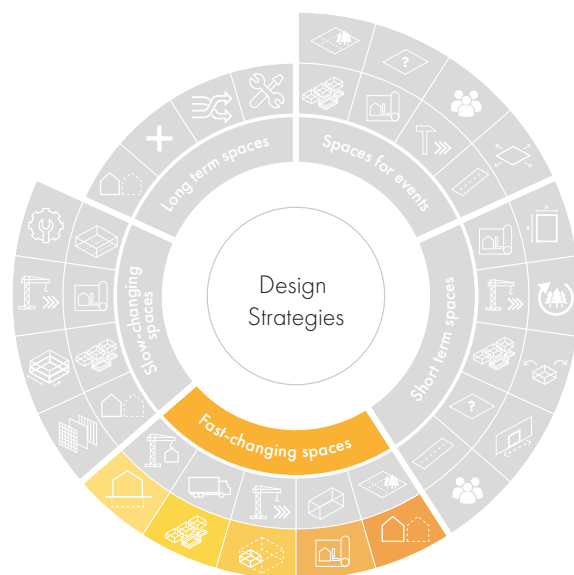 Long term spaces
Spaces for events
Slow-changing
spaces
Design
Strategies
Short term spaces
Fast-changing spaces
?
?